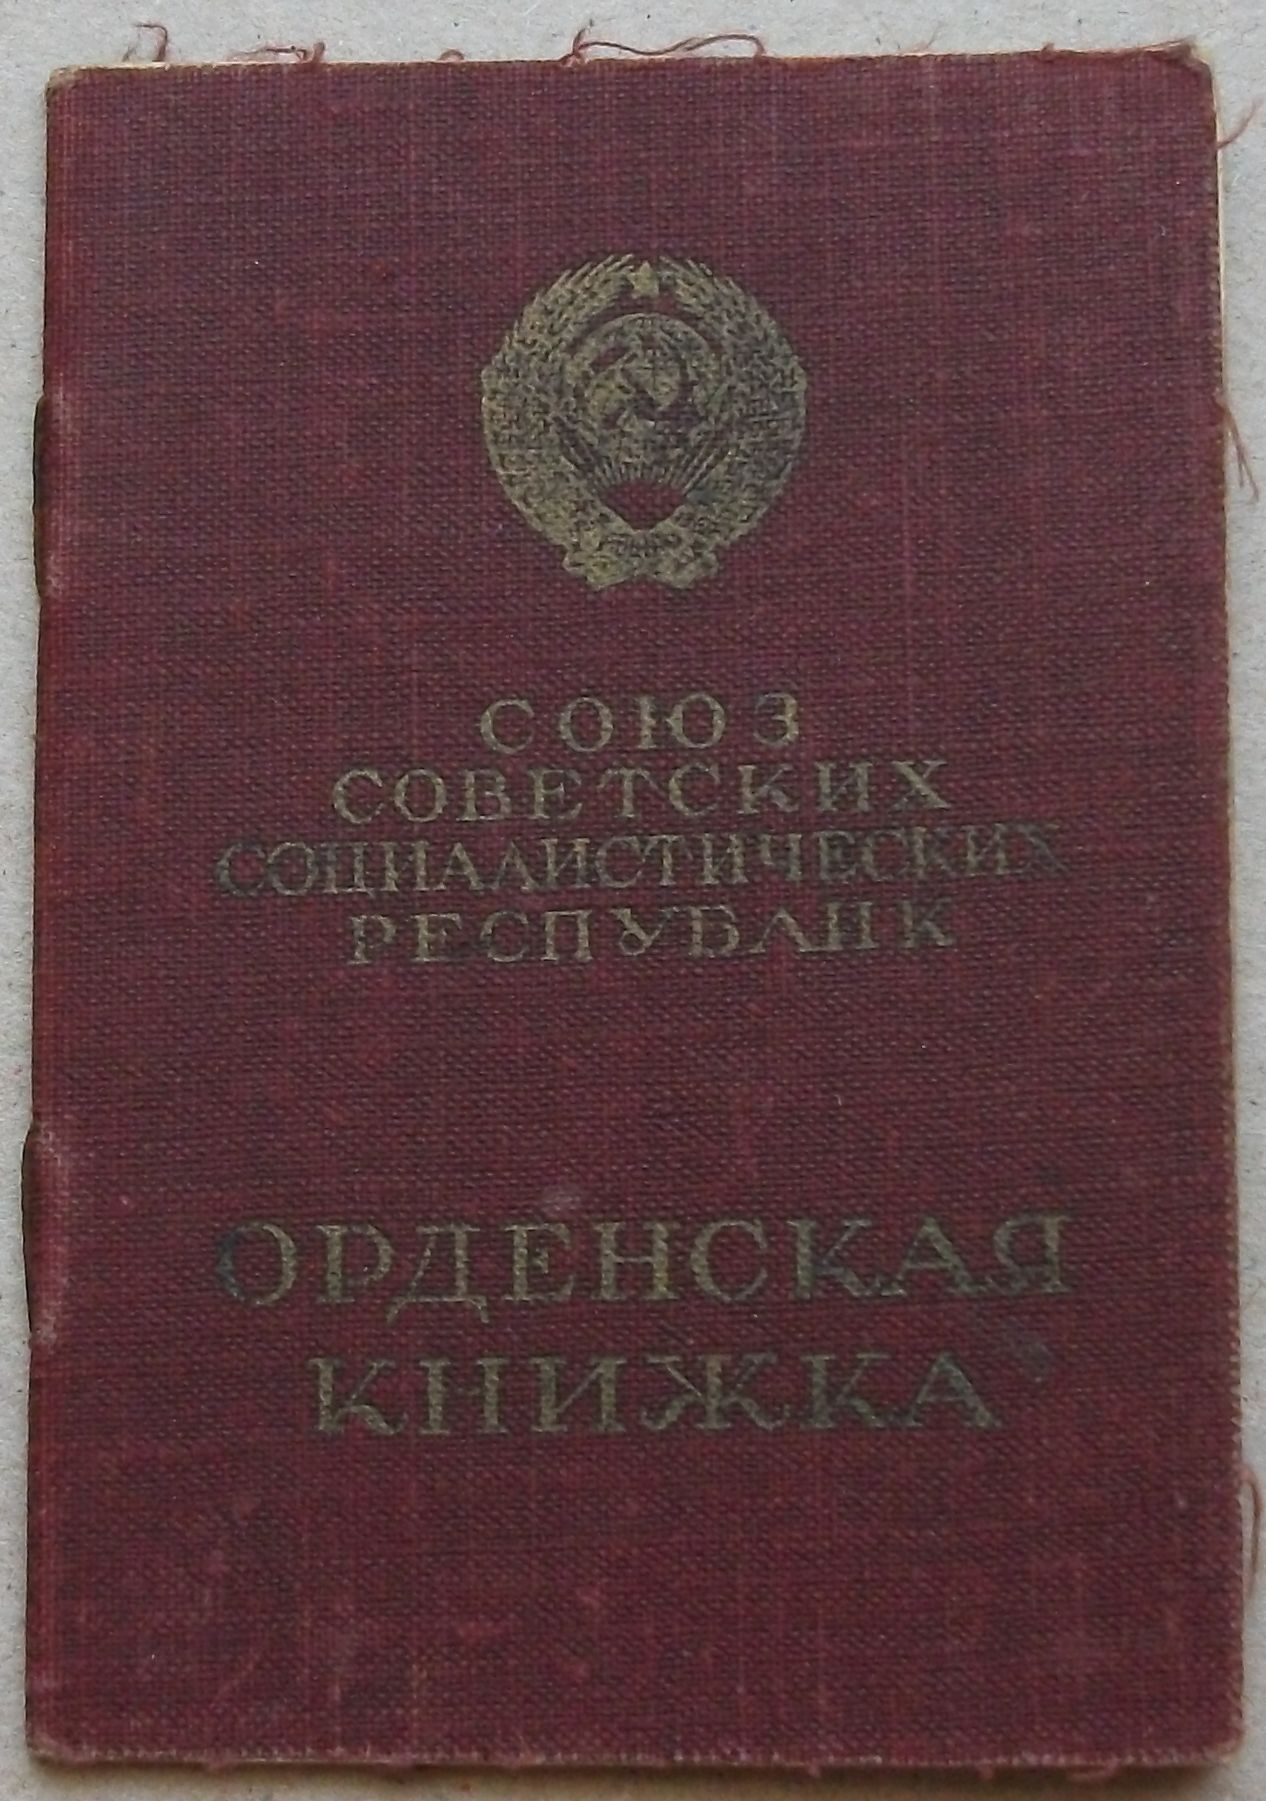 СОЮЗ
СОВЕТСКИХ
СОЦИАЛИСТИЧЕСКИХ
РЕСПУБЛИК
ОРДЕНСКАЯ
КНИЖКА